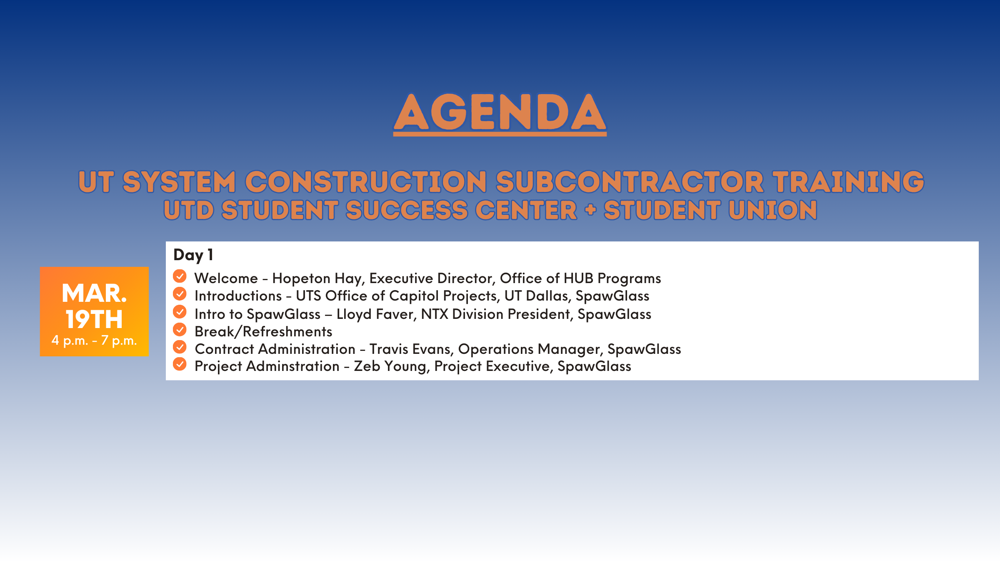 AGENDA
UT SYSTEM CONSTRUCTION SUBCONTRACTOR TRAINING
UTD STUDENT SUCCESS CENTER + STUDENT UNION
MAR.
19TH
4 p.m. - 7 p.m.
Day 1
Welcome - Hopeton Hay, Executive Director, Office of HUB Programs
Introductions - UTS Office of Capitol Projects, UT Dallas, SpawGlass
Intro to SpawGlass – Lloyd Faver, NTX Division President, SpawGlass
Break/Refreshments
Contract Administration - Travis Evans, Operations Manager, SpawGlass
Project Adminstration - Zeb Young, Project Executive, SpawGlass